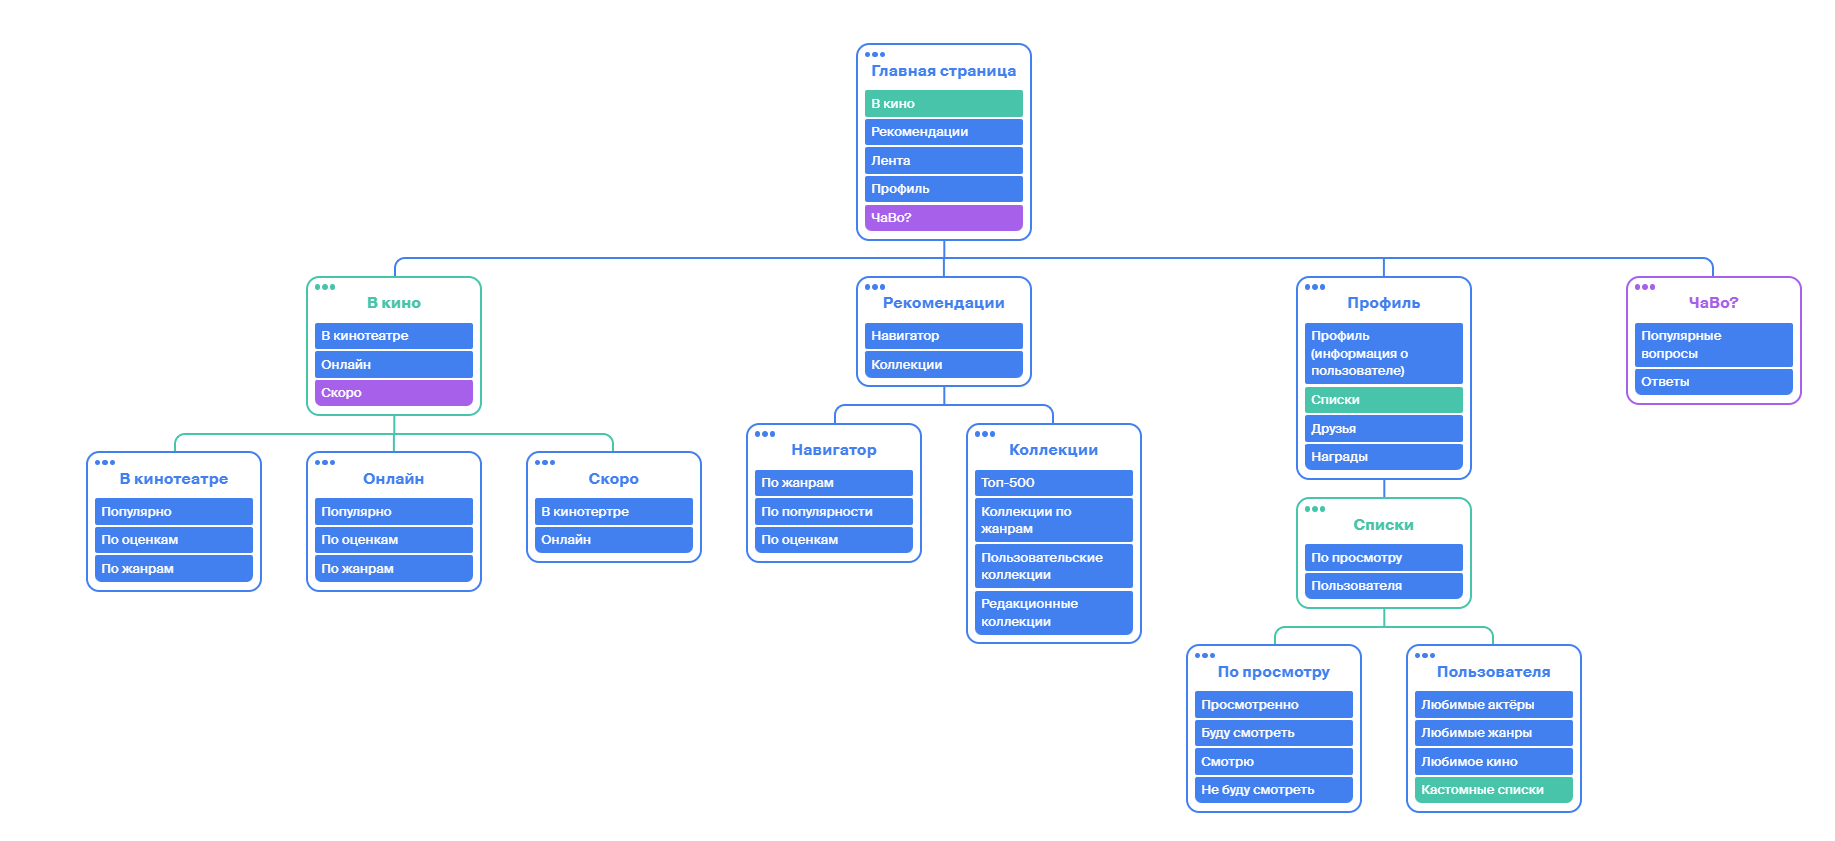 Главная страница
В кино
Рекомендации
Лента
Профиль
ЧаВо?
В кино
В кинотеатре
Онлайн
Скоро
Рекомендации
Навигатор
Коллекции
Профиль
Профиль
(информация о
пользователе)
Списки
Друзья
Награды
ЧаВо?
Популярные
вопросы
Ответы
В кинотеатре
Популярно
По оценкам
По жанрам
Онлайн
Популярно
По оценкам
По жанрам
Скоро
В кинотертре
Онлайн
Навигатор
По жанрам
По популярности
По оценкам
Коллекции
Топ-500
Коллекции по
жанрам
Пользовательские
коллекции
Редакционные
коллекции
Списки
По просмотру
Пользователя
По просмотру
Просмотренно
Буду смотреть
Смотрю
Не буду смотреть
Пользователя
Любимые актёры
Любимые жанры
Любимое кино
Кастомные списки